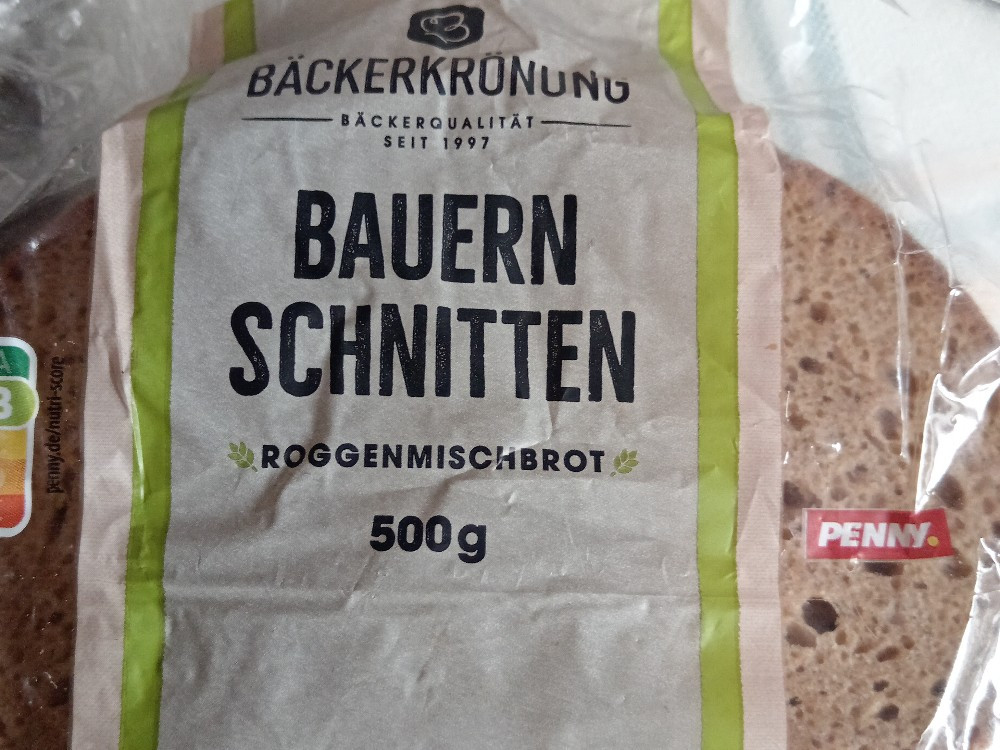 BÄCKERKRÖNUNG
BÄCKERQUALITÄT
SEIT 1997
BAUERN
SCHNITTEN
ROGGENMISCHBROT
500g
A
B
penny.de/nutri-score
PENNY.